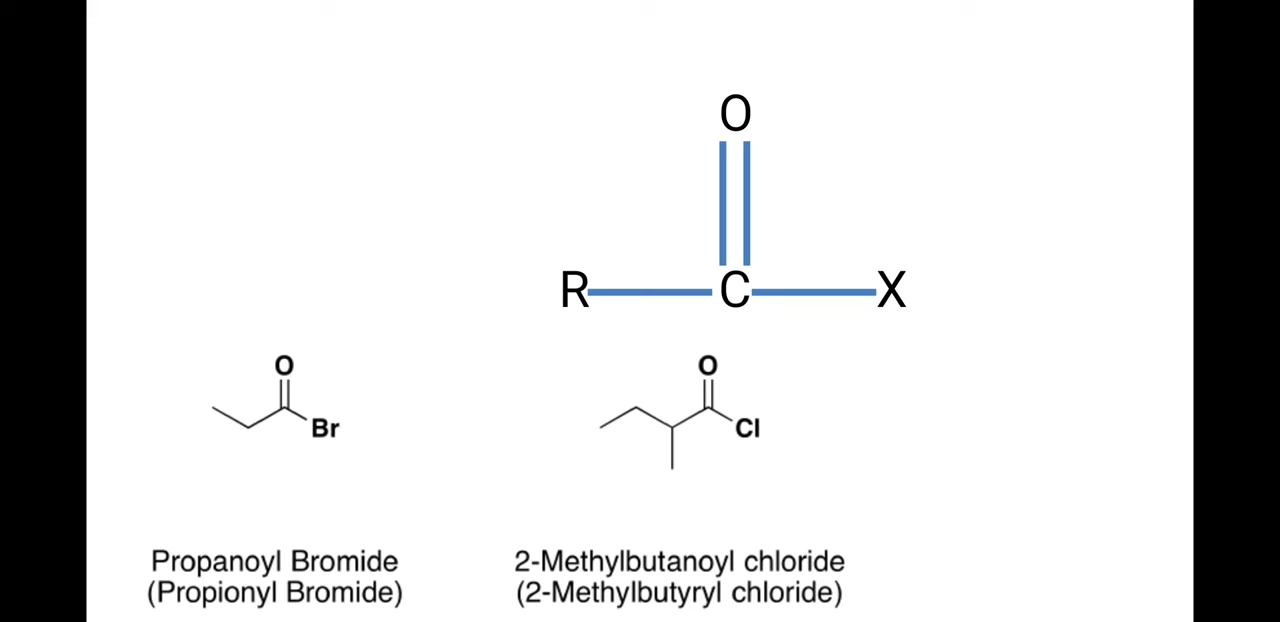 O
R C X
O O
Br Cl
Propanoyl Bromide
(Propionyl Bromide)
2-Methylbutanoyl chloride
(2-Methylbutyryl chloride)